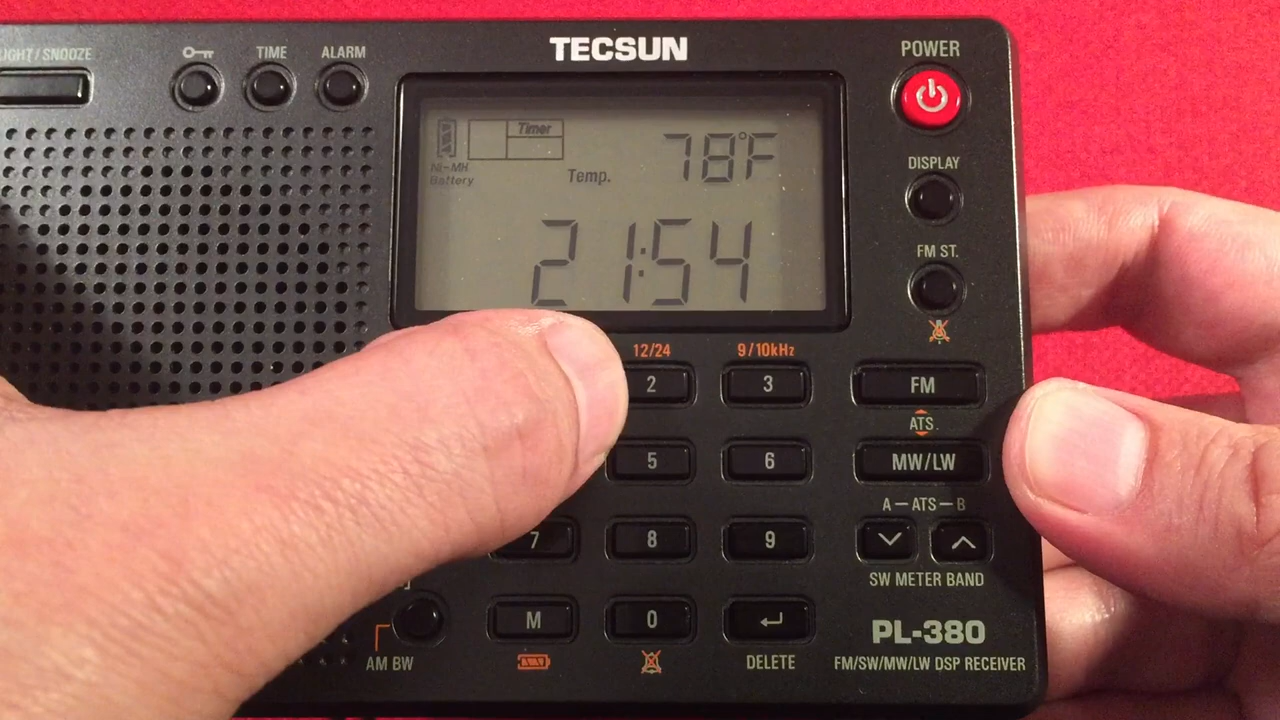 IGHT / SNOOZE
TIME
ALARM
TECSUN
POWER
Ni-MH
Battery
Timer
Temp.
78°F
21:54
DISPLAY
FM ST.
12/24
9/10kHz
2
3
FM
ATS.
5
6
MW/LW
A — ATS — B
7
8
9
SW METER BAND
M
0
PL-380
AM BW
DELETE
FM/SW/MW/LW DSP RECEIVER